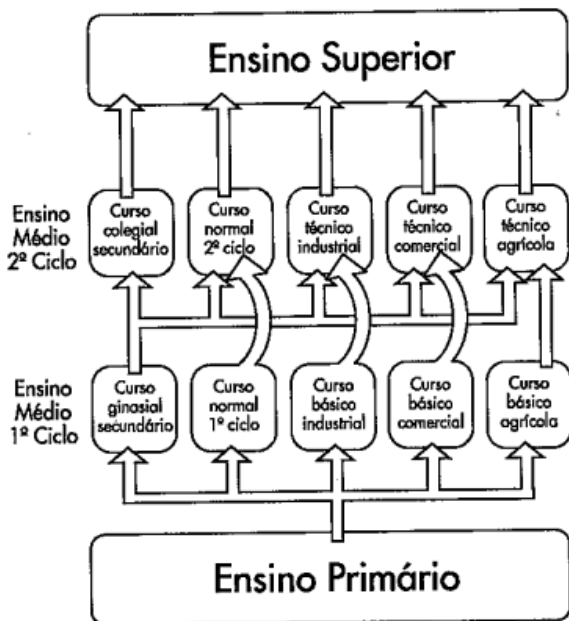 Ensino Superior
Ensino
Médio
2º Ciclo
Curso
colegial
secundário
Curso
normal
2º ciclo
Curso
técnico
industrial
Curso
técnico
comercial
Curso
técnico
agrícola
Ensino
Médio
1º Ciclo
Curso
ginasial
secundário
Curso
normal
1º ciclo
Curso
básico
industrial
Curso
básico
comercial
Curso
básico
agrícola
Ensino Primário